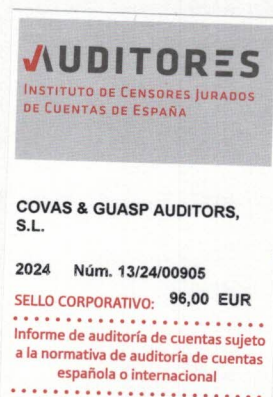 AUDITORES
INSTITUTO DE CENSORES JURADOS
DE CUENTAS DE ESPAÑA
COVAS & GUASP AUDITORS,
S.L.
2024 Núm. 13/24/00905
SELLO CORPORATIVO: 96,00 EUR
Informe de auditoría de cuentas sujeto
a la normativa de auditoría de cuentas
española o internacional